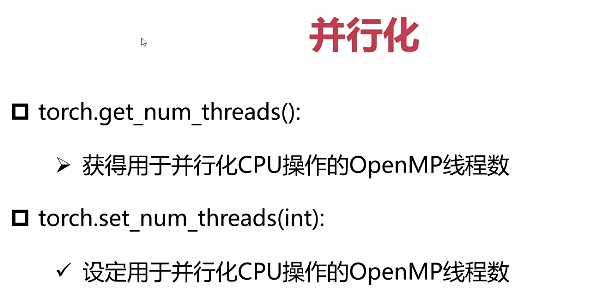 并行化
torch.get_num_threads():
获得用于并行化CPU操作的OpenMP线程数
torch.set_num_threads(int):
设定用于并行化CPU操作的OpenMP线程数